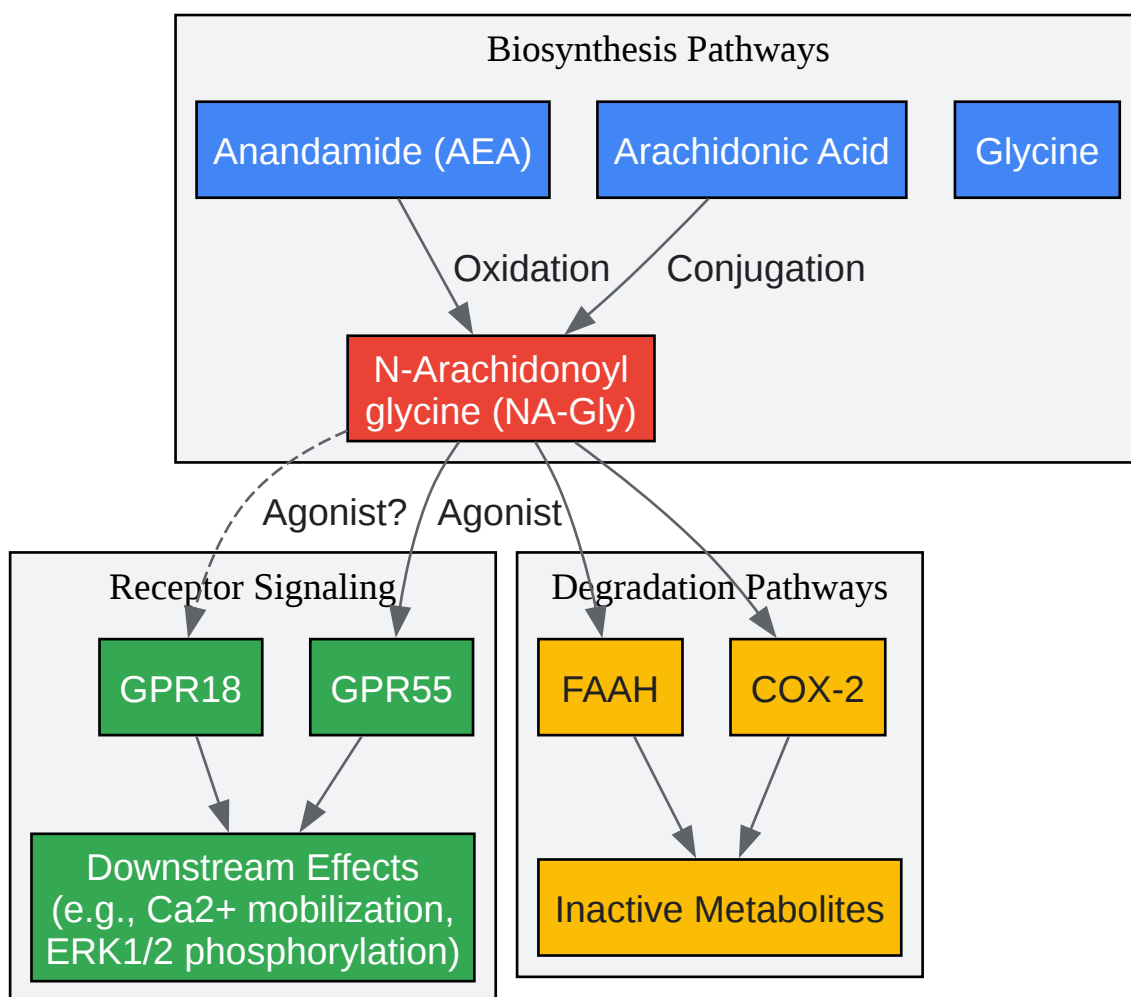 Biosynthesis Pathways
Anandamide (AEA)
Arachidonic Acid
Glycine
Oxidation
Conjugation
N-Arachidonoyl
glycine (NA-Gly)
Agonist?
Agonist
Receptor Signaling
Degradation Pathways
GPR18
GPR55
FAAH
COX-2
Downstream Effects
(e.g., Ca2+ mobilization,
ERK1/2 phosphorylation)
Inactive Metabolites